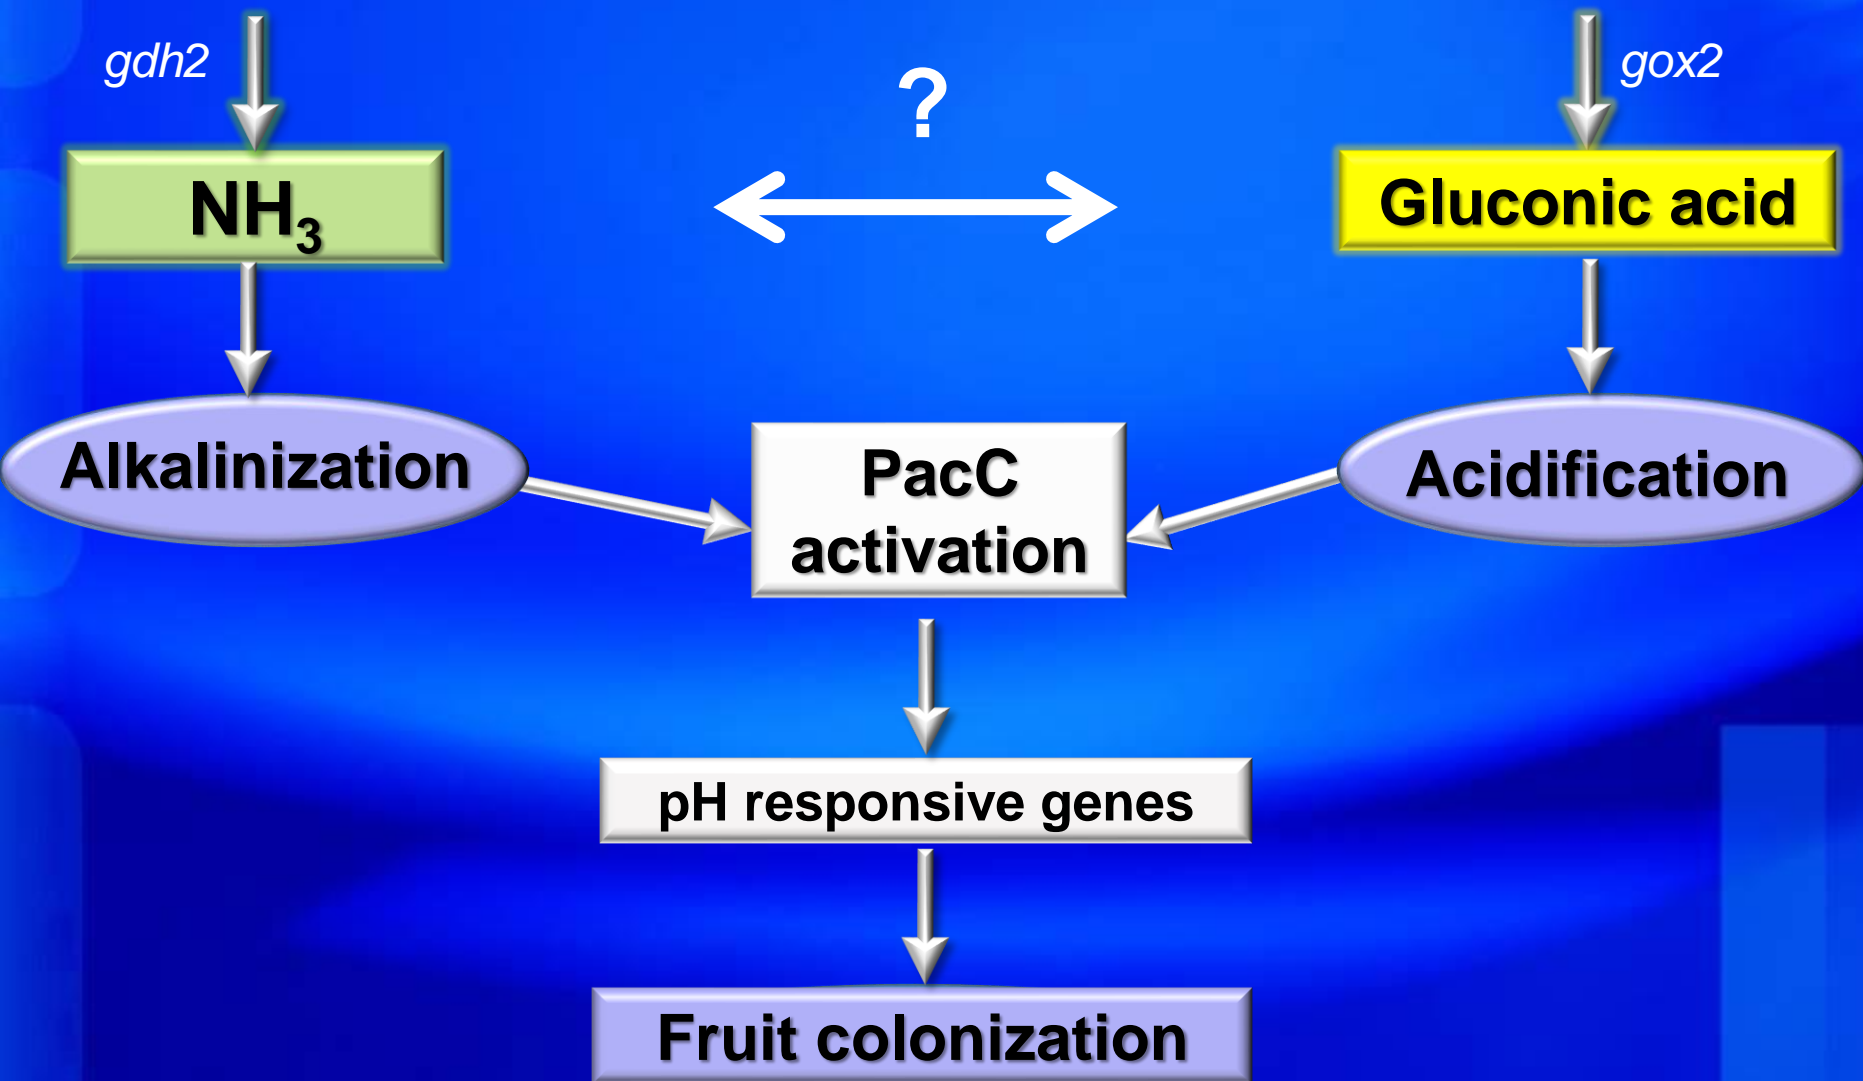 gdh2
?
gox2
NH₃
Gluconic acid
Alkalinization
PacC
activation
Acidification
pH responsive genes
Fruit colonization